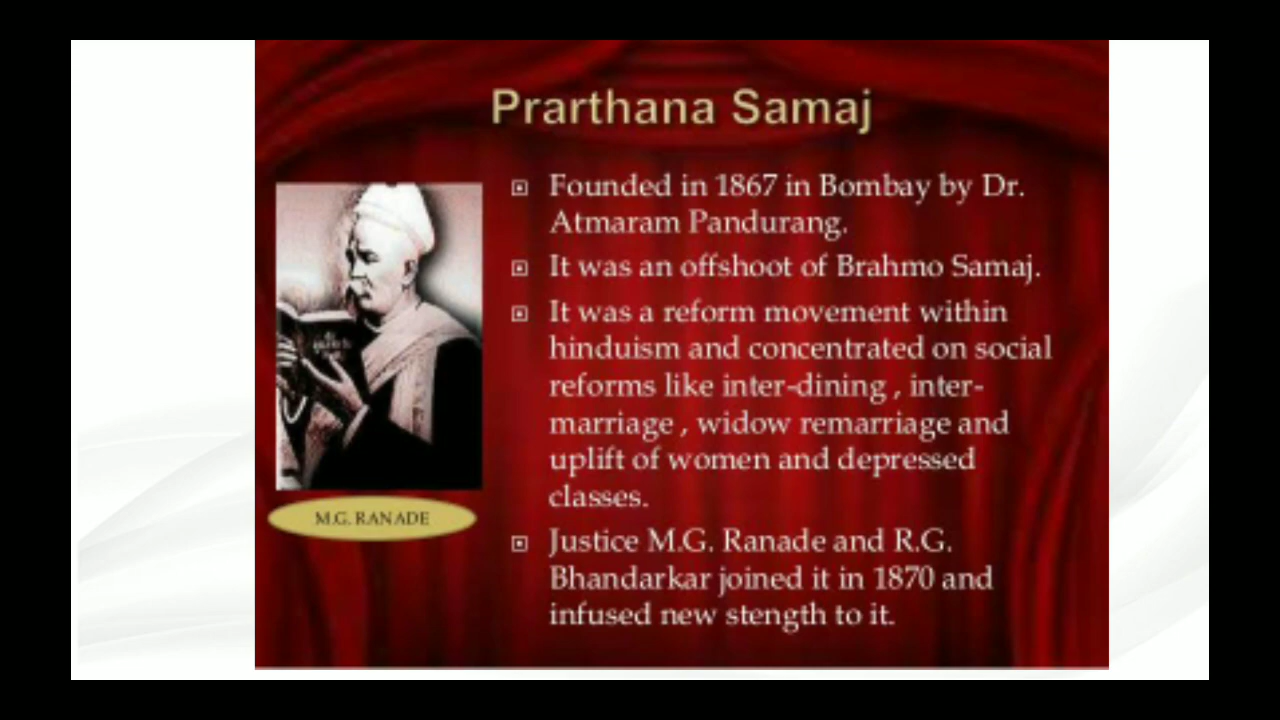 Prarthana Samaj
Founded in 1867 in Bombay by Dr.
Atmaram Pandurang.
It was an offshoot of Brahmo Samaj.
It was a reform movement within
hinduism and concentrated on social
reforms like inter-dining , inter-
marriage , widow remarriage and
uplift of women and depressed
classes.
Justice M.G. Ranade and R.G.
Bhandarkar joined it in 1870 and
infused new stength to it.
M.G. RANADE